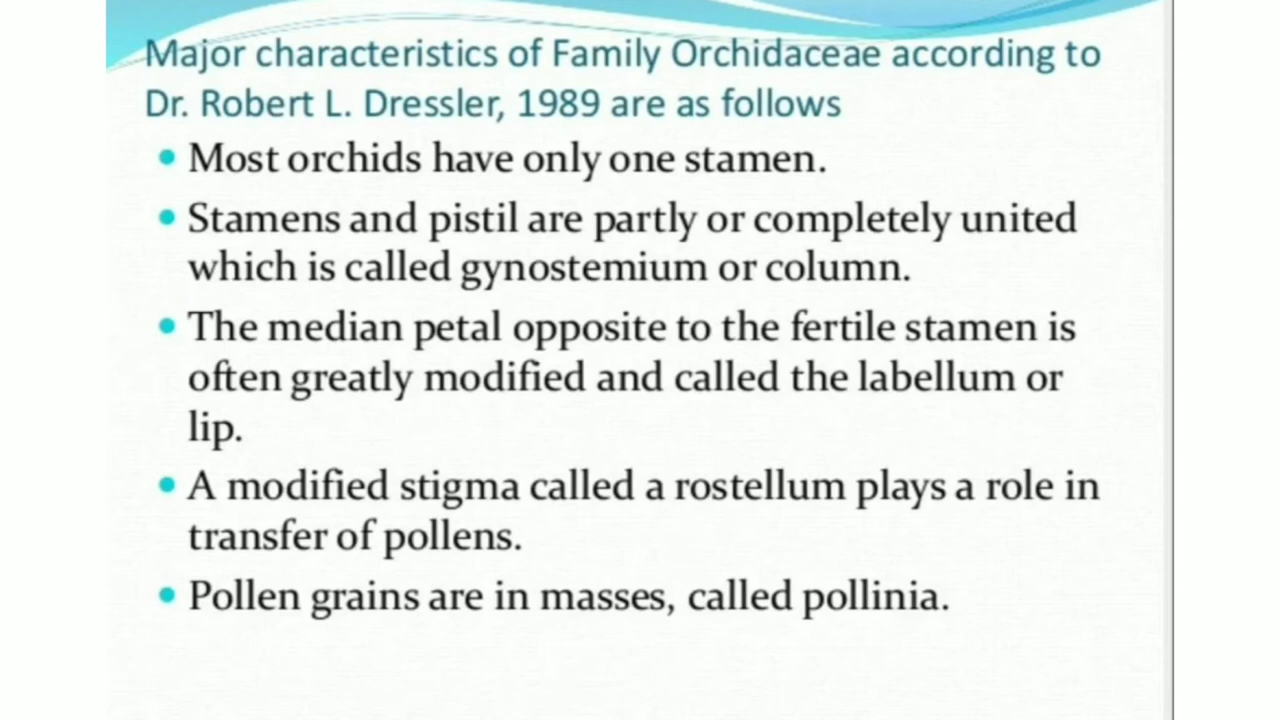 Major characteristics of Family Orchidaceae according to
Dr. Robert L. Dressler, 1989 are as follows
• Most orchids have only one stamen.
• Stamens and pistil are partly or completely united
which is called gynostemium or column.
• The median petal opposite to the fertile stamen is
often greatly modified and called the labellum or
lip.
• A modified stigma called a rostellum plays a role in
transfer of pollens.
• Pollen grains are in masses, called pollinia.